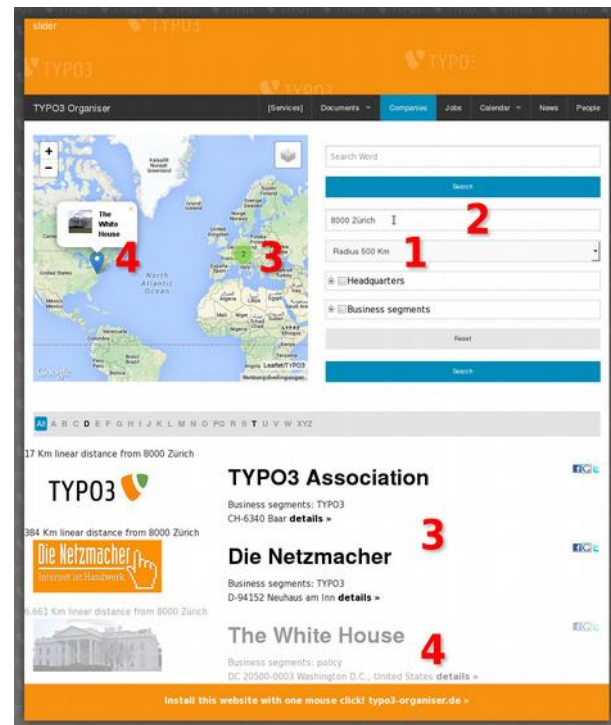 slider
TYPO3
TYPO3
TYPO3
TYPO3 Organiser
[Services] Documents Companies Jobs Calendar News People
+
-
The
White
House
4
3
2
North
Atlantic
Ocean
Google
Leaflet/TYPO3
Search Word
Search
8000 Zürich
2
Radius 500 Km
1
Headquarters
Business segments
Reset
Search
All A B C D E F G H I J K L M N O PQ R S T U V W XYZ
17 Km linear distance from 8000 Zürich
TYPO3
TYPO3 Association
Business segments: TYPO3
CH-6340 Baar details »
3
384 Km linear distance from 8000 Zürich
Die Netzmacher
Internet ist Handwerk
Die Netzmacher
Business segments: TYPO3
D-94152 Neuhaus am Inn details »
6.661 Km linear distance from 8000 Zürich
The White House
4
Business segments: policy
DC 20500-0003 Washington D.C., United States details »
Install this website with one mouse click! typo3-organiser.de »